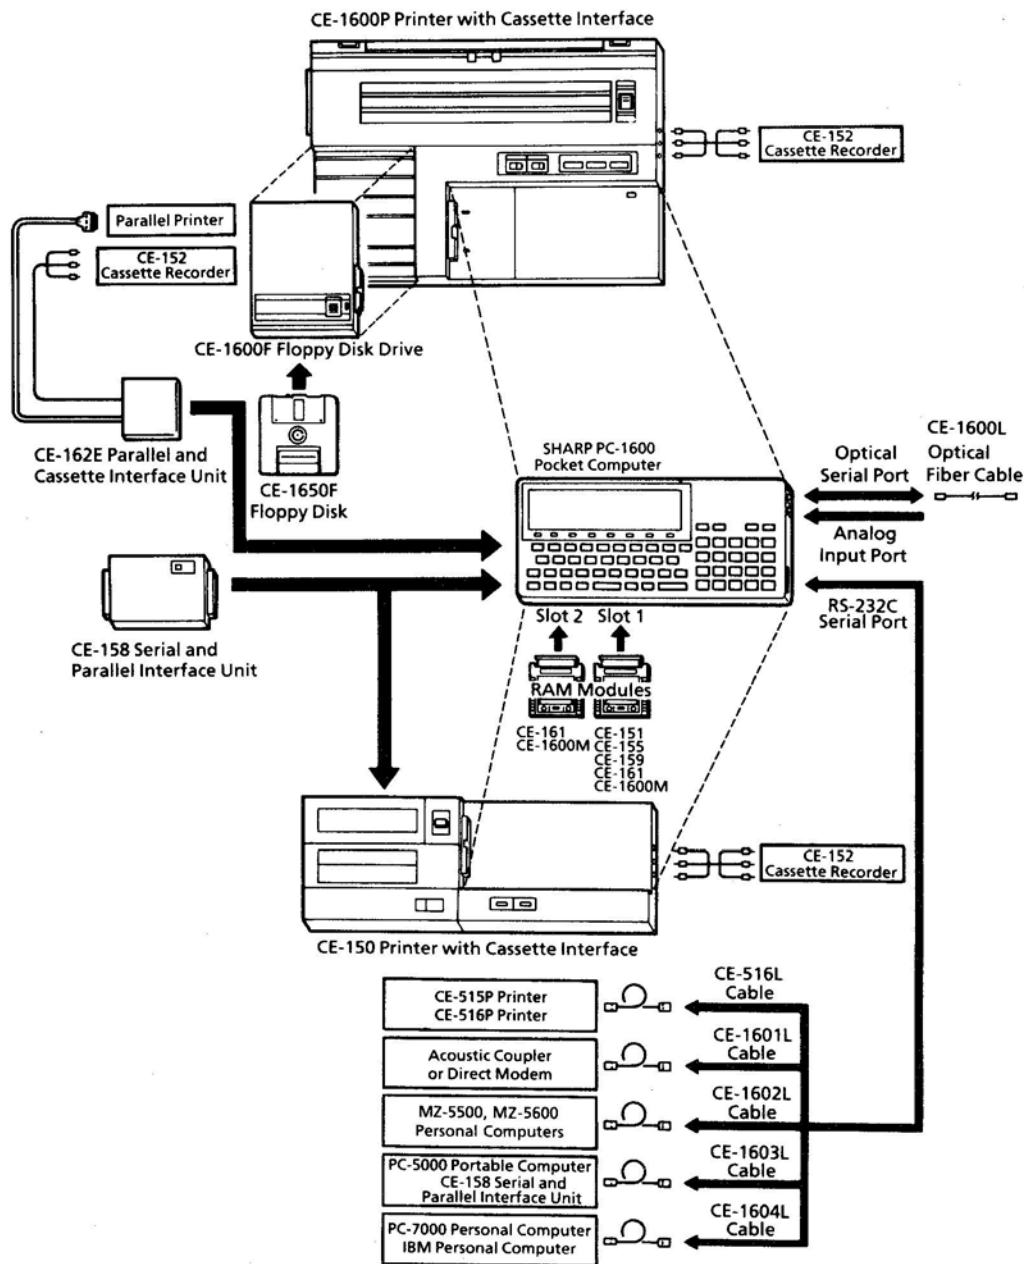 CE-1600P Printer with Cassette Interface
CE-152
Cassette Recorder
Parallel Printer
CE-152
Cassette Recorder
CE-1600F Floppy Disk Drive
CE-162E Parallel and
Cassette Interface Unit
CE-1650F
Floppy Disk
SHARP PC-1600
Pocket Computer
CE-1600L
Optical
Fiber Cable
Optical
Serial Port
Analog
Input Port
RS-232C
Serial Port
CE-158 Serial and
Parallel Interface Unit
Slot 2
Slot 1
RAM Modules
CE-161
CE-1600M
CE-151
CE-155
CE-159
CE-161
CE-1600M
CE-152
Cassette Recorder
CE-150 Printer with Cassette Interface
CE-515P Printer
CE-516P Printer
CE-516L
Cable
Acoustic Coupler
or Direct Modem
CE-1601L
Cable
MZ-5500, MZ-5600
Personal Computers
CE-1602L
Cable
PC-5000 Portable Computer
CE-158 Serial and
Parallel Interface Unit
CE-1603L
Cable
PC-7000 Personal Computer
IBM Personal Computer
CE-1604L
Cable